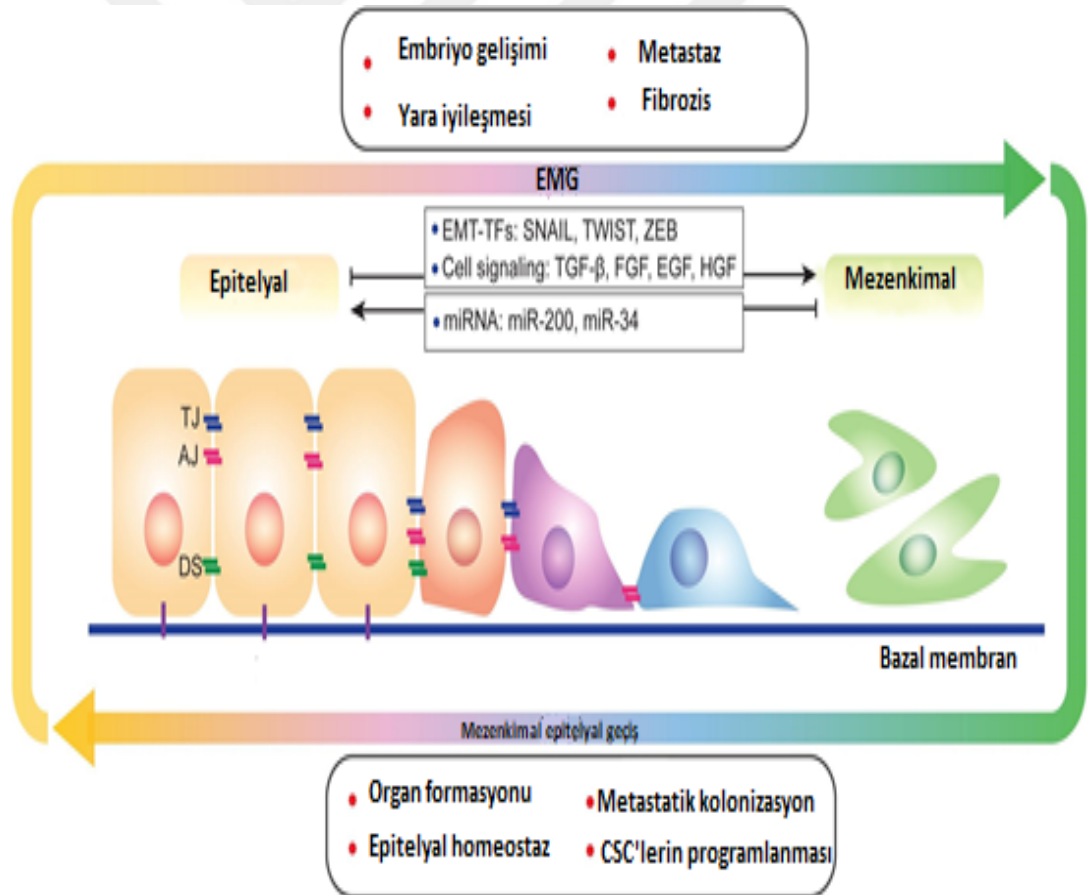 • Embriyo gelişimi
• Metastaz
• Yara iyileşmesi
• Fibrozis
EMG
• EMT-TFs: SNAIL, TWIST, ZEB
• Cell signaling: TGF-β, FGF, EGF, HGF
Epitelyal
Mezenkimal
• miRNA: miR-200, miR-34
TJ
AJ
DS
Bazal membran
Mezenkimal epitelyal geçiş
• Organ formasyonu
• Metastatik kolonizasyon
• Epitelyal homeostaz
• CSC'lerin programlanması